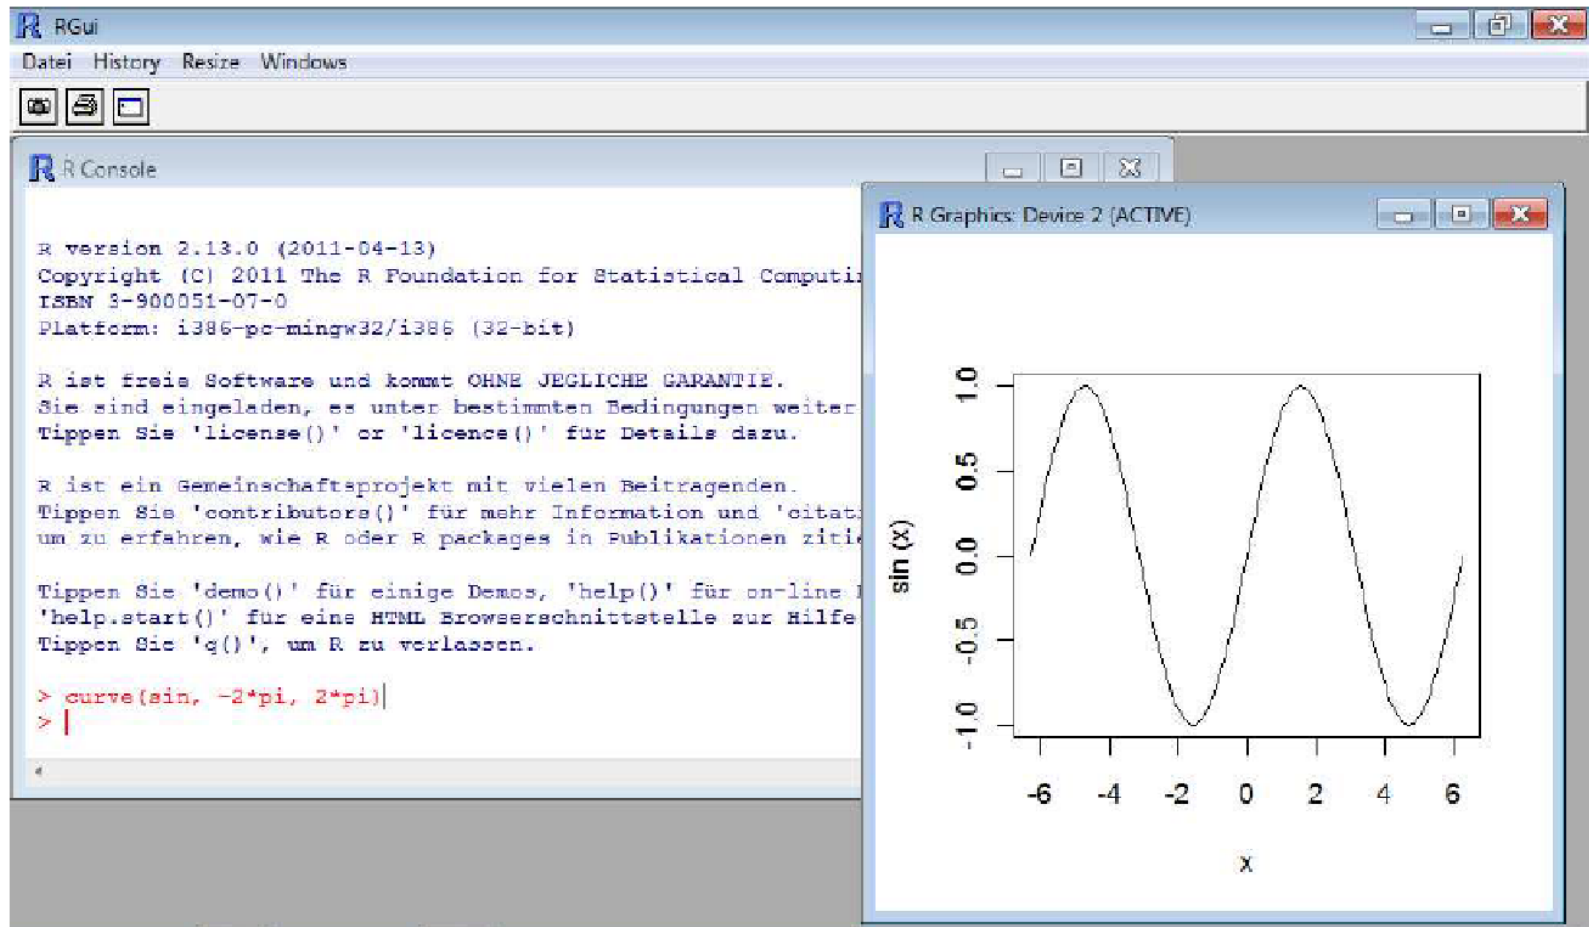 RGui
Datei History Resize Windows
R Console
R version 2.13.0 (2011-04-13)
Copyright (C) 2011 The R Foundation for Statistical Computi
ISBN 3-900051-07-0
Platform: i386-pc-mingw32/i386 (32-bit)
R ist freie Software und kommt OHNE JEGLICHE GARANTIE.
Sie sind eingeladen, es unter bestimmten Bedingungen weiter
Tippen Sie 'license()' or 'licence()' für Details dazu.
R ist ein Gemeinschaftsprojekt mit vielen Beitragenden.
Tippen Sie 'contributors()' für mehr Information und 'citat
um zu erfahren, wie R oder R packages in Publikationen zitie
Tippen Sie 'demo()' für einige Demos, 'help()' für on-line
'help.start()' für eine HTML Browserschnittstelle zur Hilfe
Tippen Sie 'q()', um R zu verlassen.
> curve(sin, -2*pi, 2*pi)
>
R Graphics: Device 2 (ACTIVE)
1.0
0.5
0.0
-0.5
-1.0
sin (x)
-6 -4 -2 0 2 4 6
x